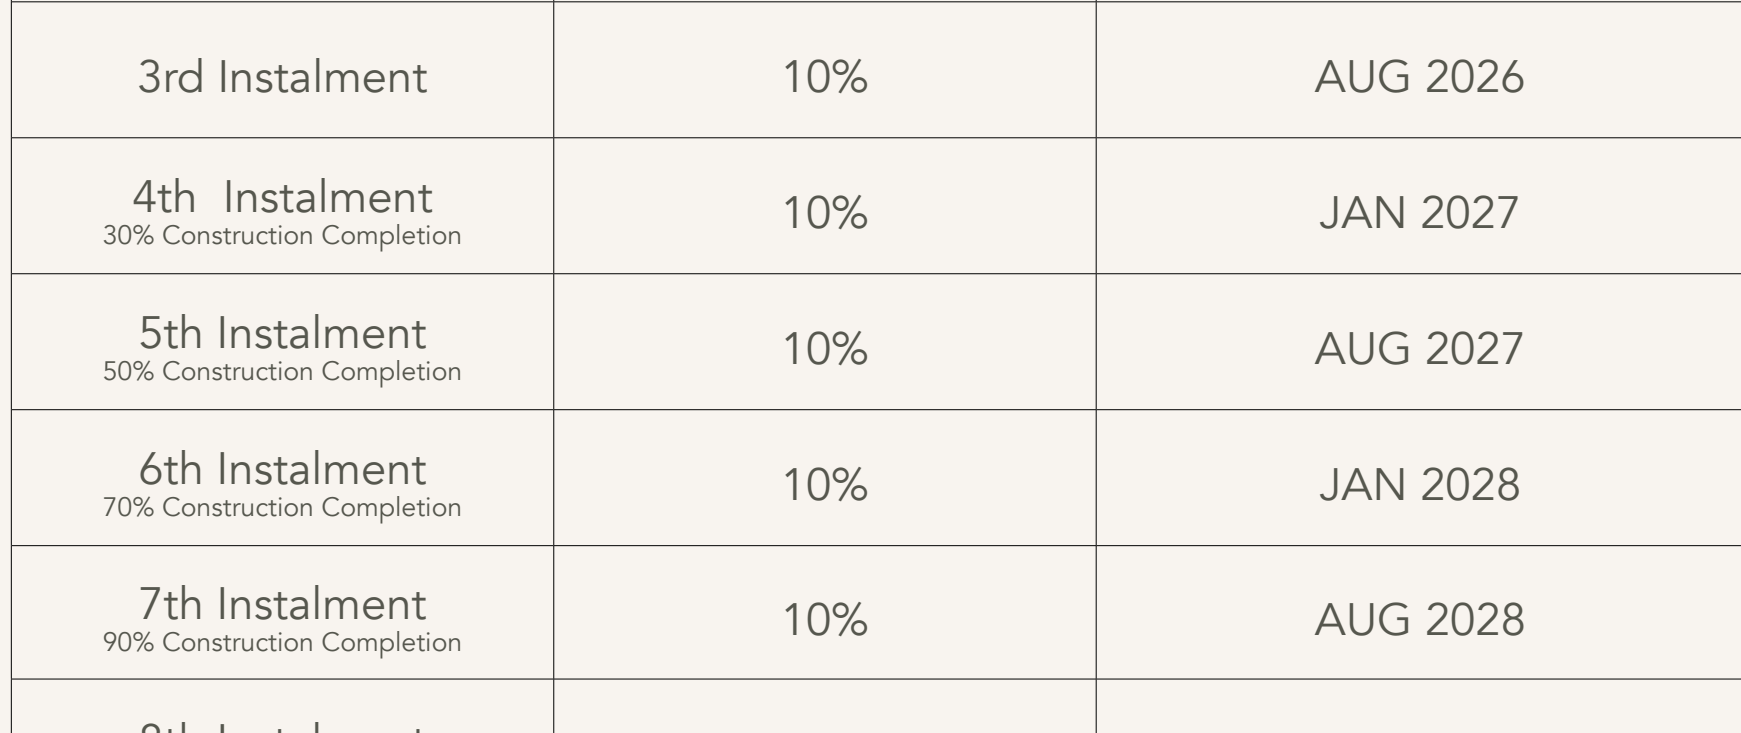 3rd Instalment
10%
AUG 2026
4th  Instalment
30% Construction Completion
10%
JAN 2027
5th Instalment
50% Construction Completion
10%
AUG 2027
6th Instalment
70% Construction Completion
10%
JAN 2028
7th Instalment
90% Construction Completion
10%
AUG 2028